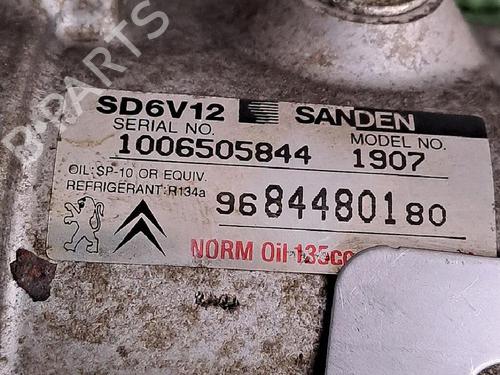 B PARTS
SD6V12 SANDEN
SERIAL NO. MODEL NO.
1006505844 1907
OIL:SP-10 OR EQUIV.
REFRIGERANT:R134a
9684480180
NORM Oil 135cc